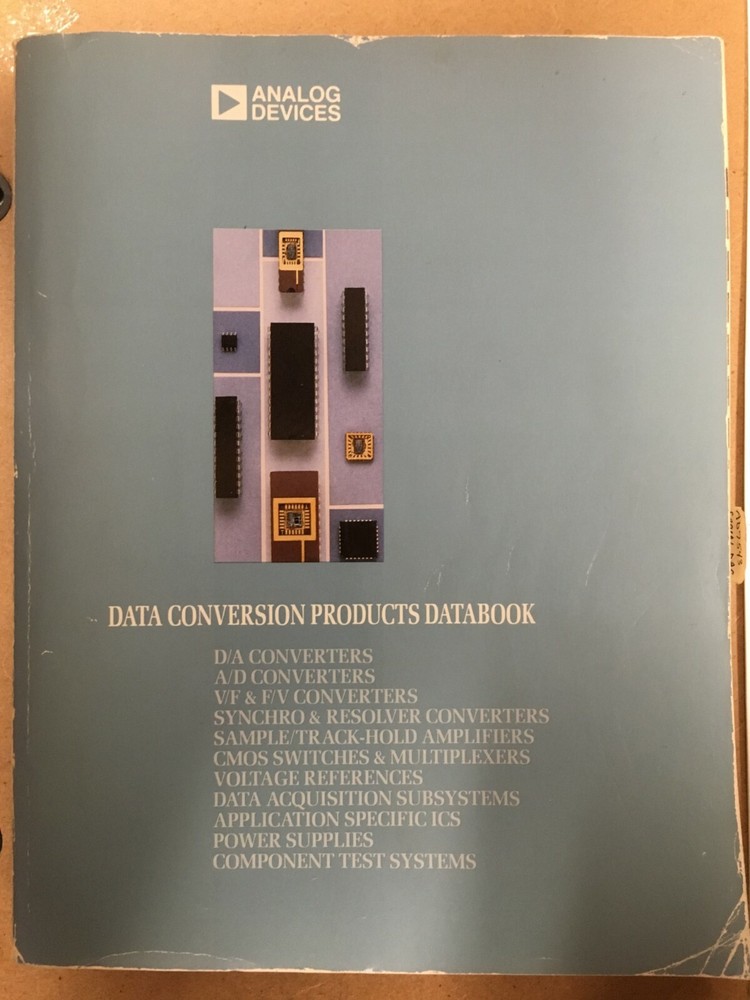 ANALOG
DEVICES
DATA CONVERSION PRODUCTS DATABOOK
D/A CONVERTERS
A/D CONVERTERS
V/F & F/V CONVERTERS
SYNCHRO & RESOLVER CONVERTERS
SAMPLE/TRACK-HOLD AMPLIFIERS
CMOS SWITCHES & MULTIPLEXERS
VOLTAGE REFERENCES
DATA ACQUISITION SUBSYSTEMS
APPLICATION SPECIFIC ICS
POWER SUPPLIES
COMPONENT TEST SYSTEMS